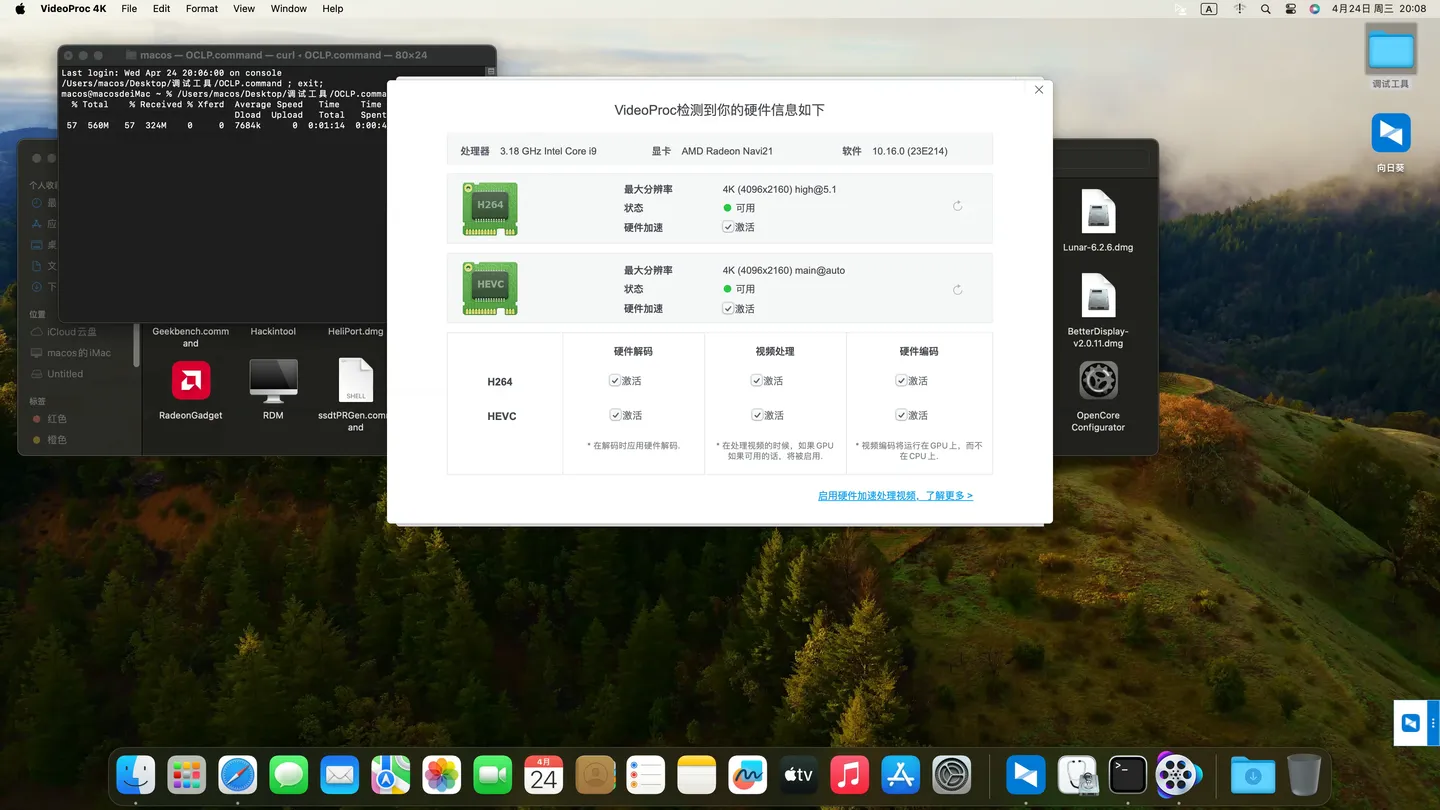 VideoProc 4K File Edit Format View Window Help
A
4月24日 周三 20:08
macos — OCLP.command — curl • OCLP.command — 80×24
Last login: Wed Apr 24 20:06:00 on console
/Users/macos/Desktop/调试工具/OCLP.command ; exit;
macos@macosdeiMac ~ % /Users/macos/Desktop/调试工具/OCLP.comma
% Total % Received % Xferd Average Speed Time Time
Dload Upload Total Spent
57 560M 57 324M 0 0 7684k 0 0:01:14 0:00:4
VideoProc检测到你的硬件信息如下
处理器 3.18 GHz Intel Core i9 显卡 AMD Radeon Navi21 软件 10.16.0 (23E214)
H264
最大分辨率 4K (4096x2160) high@5.1
状态 可用
硬件加速 激活
HEVC
最大分辨率 4K (4096x2160) main@auto
状态 可用
硬件加速 激活
硬件解码 视频处理 硬件编码
H264 激活 激活 激活
HEVC 激活 激活 激活
* 在解码时应用硬件解码.
* 在处理视频的时候，如果GPU
如果可用的话，将被启用.
* 视频编码将运行在GPU上，而不
在CPU上.
启用硬件加速处理视频，了解更多 >
个人收
最
应
桌
文
下
位置
iCloud云盘
macos的iMac
Untitled
标签
红色
橙色
Geekbench.comm
and
Hackintool
HeliPort.dmg
RadeonGadget
RDM
SHELL
ssdtPRGen.com
and
Lunar-6.2.6.dmg
BetterDisplay-
v2.0.11.dmg
OpenCore
Configurator
调试工具
向日葵
4月
24
tv